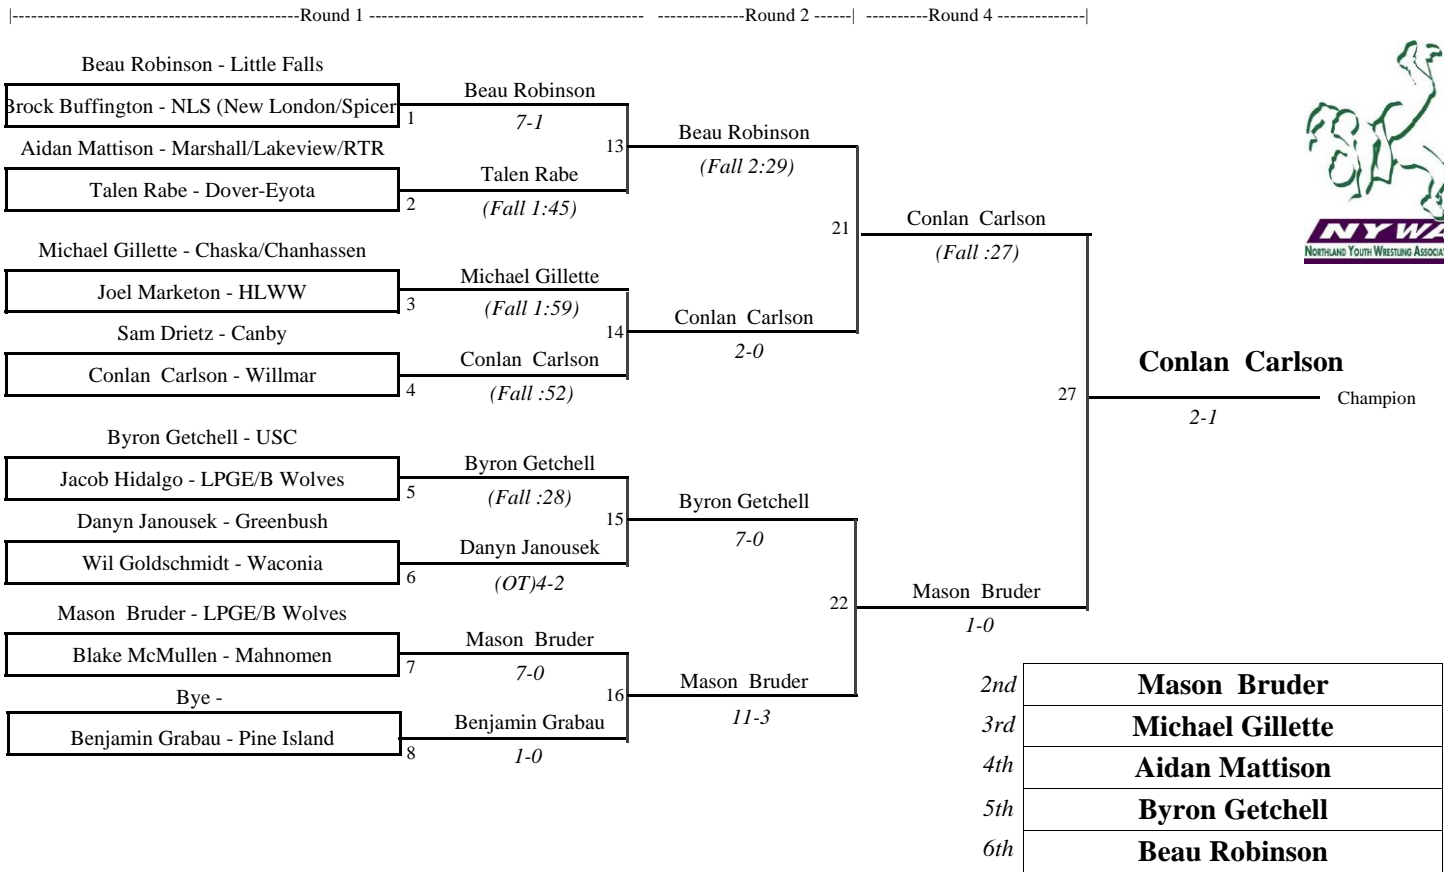 |----------------------------------------------Round 1 -------------------------------------------- --------------Round 2 ------| ----------Round 4 --------------|
Beau Robinson - Little Falls
Brock Buffington - NLS (New London/Spicer
1
Beau Robinson
7-1
Aidan Mattison - Marshall/Lakeview/RTR
Talen Rabe - Dover-Eyota
2
Talen Rabe
(Fall 1:45)
13
Beau Robinson
(Fall 2:29)
Michael Gillette - Chaska/Chanhassen
Joel Marketon - HLWW
3
Michael Gillette
(Fall 1:59)
Sam Drietz - Canby
Conlan Carlson - Willmar
4
Conlan Carlson
(Fall :52)
14
Conlan Carlson
2-0
21
Conlan Carlson
(Fall :27)
Byron Getchell - USC
Jacob Hidalgo - LPGE/B Wolves
5
Byron Getchell
(Fall :28)
Danyn Janousek - Greenbush
Wil Goldschmidt - Waconia
6
Danyn Janousek
(OT)4-2
15
Byron Getchell
7-0
Mason Bruder - LPGE/B Wolves
Blake McMullen - Mahnomen
7
Mason Bruder
7-0
Bye -
Benjamin Grabau - Pine Island
8
Benjamin Grabau
1-0
16
Mason Bruder
11-3
22
Mason Bruder
1-0
27
Conlan Carlson
2-1
Champion
NYWA
NORTHLAND YOUTH WRESTLING
2nd Mason Bruder
3rd Michael Gillette
4th Aidan Mattison
5th Byron Getchell
6th Beau Robinson